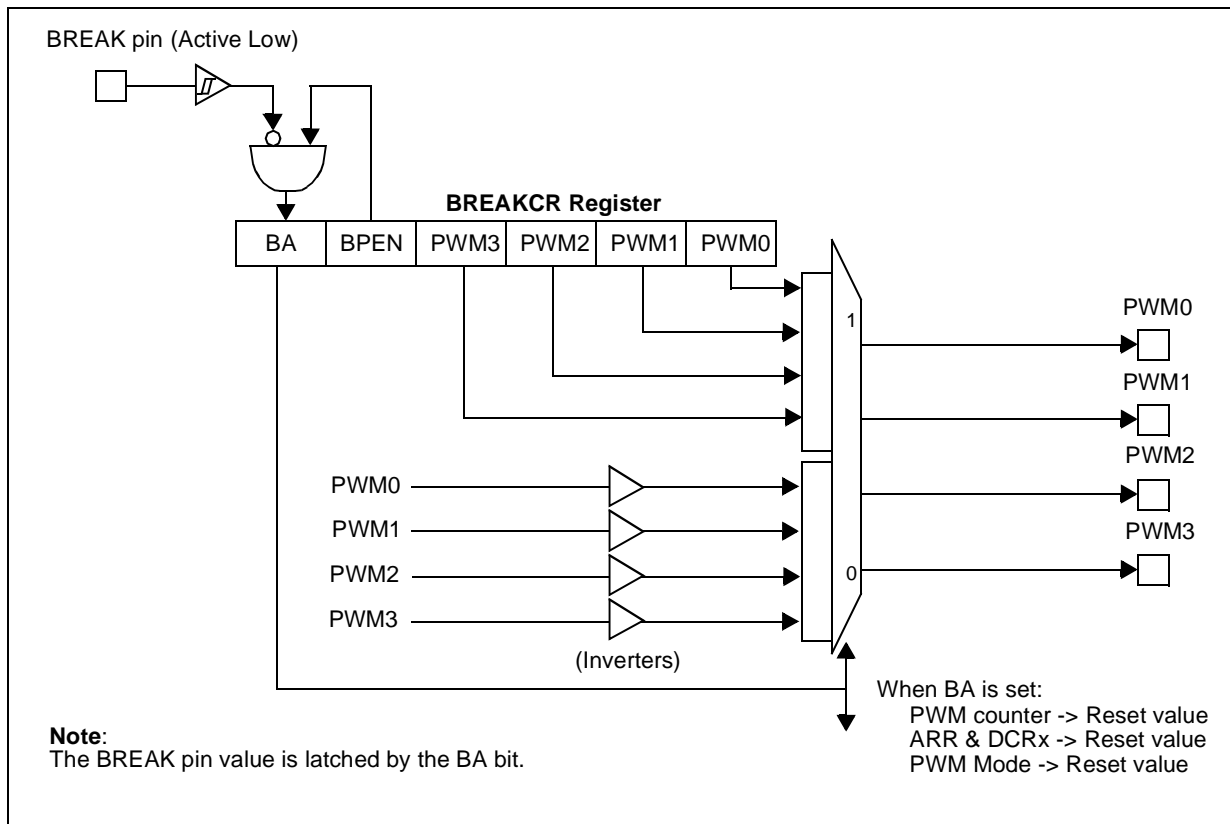 BREAK pin (Active Low)
BREAKCR Register
BA BPEN PWM3 PWM2 PWM1 PWM0
1
PWM0
PWM1
PWM2
PWM3
PWM0
PWM1
PWM2
PWM3
0
(Inverters)
When BA is set:
PWM counter -> Reset value
ARR & DCRx -> Reset value
PWM Mode -> Reset value
Note:
The BREAK pin value is latched by the BA bit.